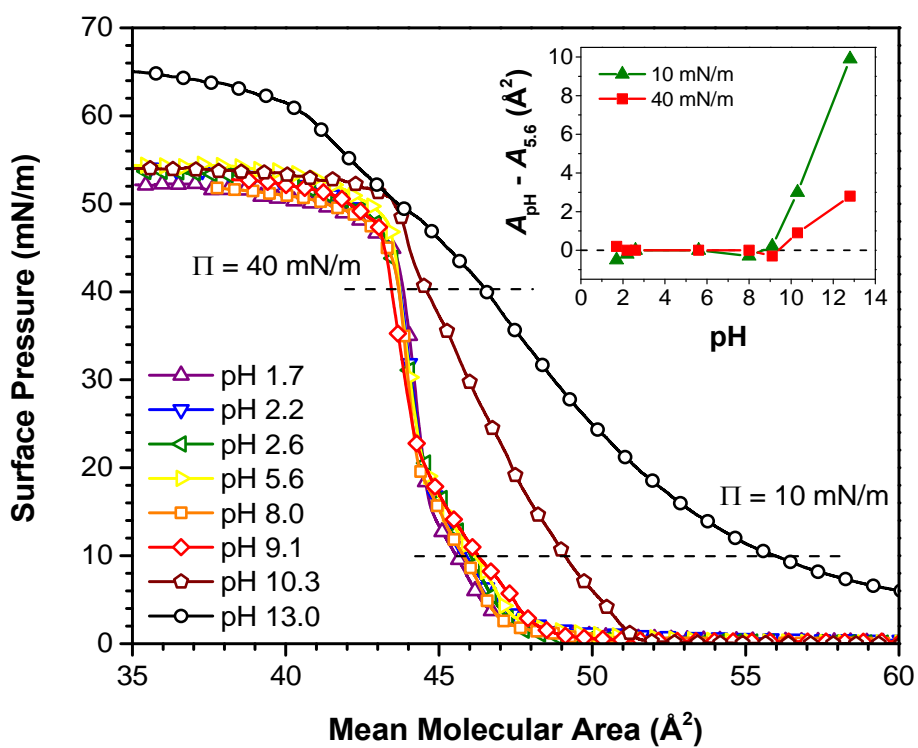 70
60
50
40
30
20
10
0
35
40
45
50
55
60
Surface Pressure (mN/m)
Mean Molecular Area (Å²)
Π = 40 mN/m
Π = 10 mN/m
pH 1.7
pH 2.2
pH 2.6
pH 5.6
pH 8.0
pH 9.1
pH 10.3
pH 13.0
10 mN/m
40 mN/m
10
8
6
4
2
0
0
2
4
6
8
10
12
14
A_pH - A_5.6 (Å²)
pH